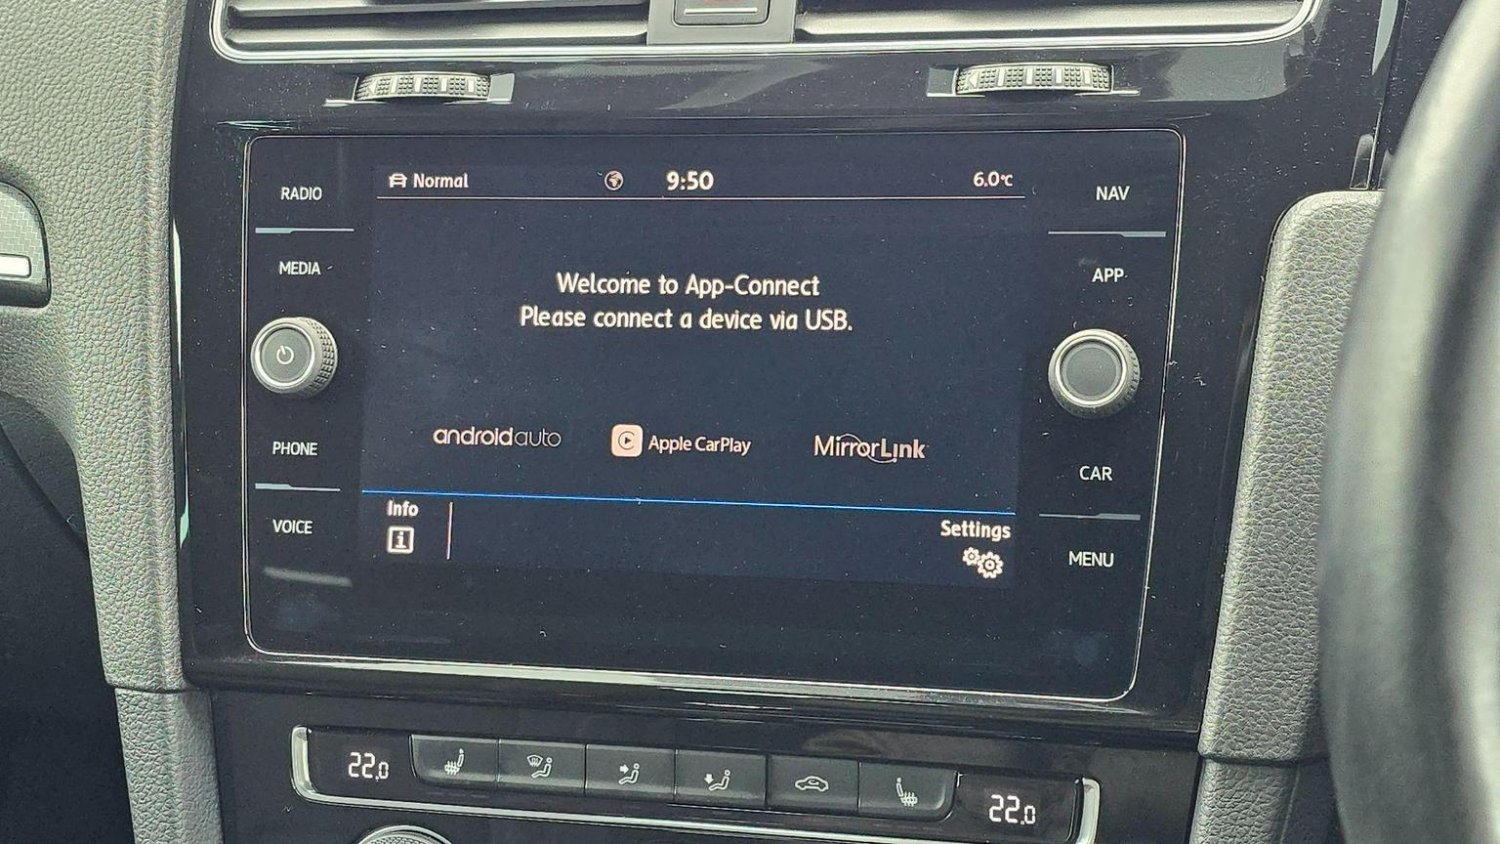 RADIO
MEDIA
PHONE
VOICE
Normal
9:50
6.0°C
Welcome to App-Connect
Please connect a device via USB.
androidauto
Apple CarPlay
MirrorLink
Info
i
Settings
NAV
APP
CAR
MENU
22.0
22.0